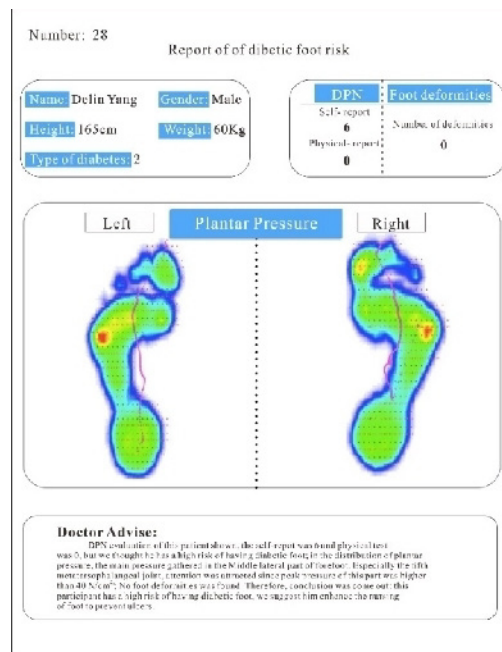 Number: 28
Report of of dibetic foot risk
Name: Delin Yang Gender: Male
Height: 165cm Weight: 60Kg
Type of diabetes: 2
DPN Foot deformities
Self- report
6
Number of deformities
Physical- report
0
0
Left Plantar Pressure Right
Doctor Advise:
DPN evaluation of this patient shown, the self-report was 6 and physical test
was 0, but we thought he has a high risk of having diabetic foot; in the distribution of plantar
pressure, the main pressure gathered in the Middle lateral part of forefoot. Especially the fifth
metatarsophalangeal joint, attention was attracted since peak pressure of this part was higher
than 40 N/cm²; No foot deformities was found. Therefore, conclusion was come out: this
participant has a high risk of having diabetic foot, we suggest him enhance the nursing
of foot to prevent ulcers.